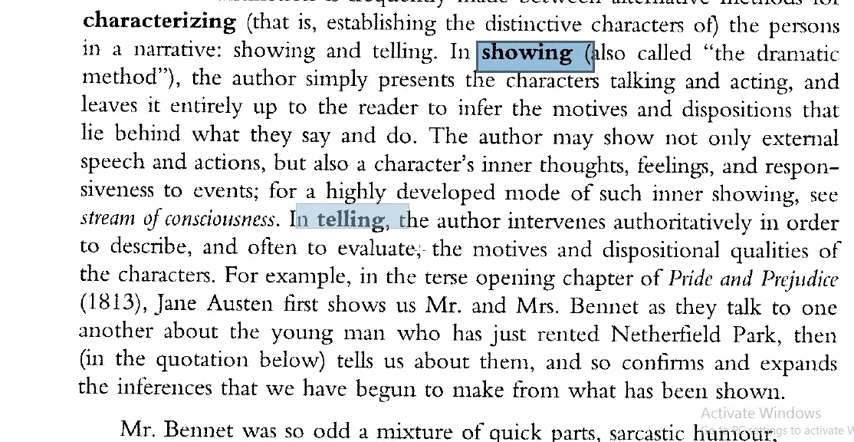 characterizing (that is, establishing the distinctive characters of) the persons
in a narrative: showing and telling. In showing (also called “the dramatic
method”), the author simply presents the characters talking and acting, and
leaves it entirely up to the reader to infer the motives and dispositions that
lie behind what they say and do. The author may show not only external
speech and actions, but also a character’s inner thoughts, feelings, and respon-
siveness to events; for a highly developed mode of such inner showing, see
stream of consciousness. In telling, the author intervenes authoritatively in order
to describe, and often to evaluate, the motives and dispositional qualities of
the characters. For example, in the terse opening chapter of Pride and Prejudice
(1813), Jane Austen first shows us Mr. and Mrs. Bennet as they talk to one
another about the young man who has just rented Netherfield Park, then
(in the quotation below) tells us about them, and so confirms and expands
the inferences that we have begun to make from what has been shown.
Activate Windows
Go to PC settings to activate W
Mr. Bennet was so odd a mixture of quick parts, sarcastic humour,